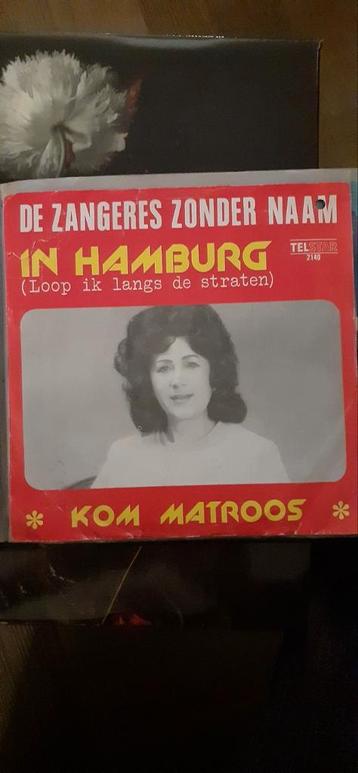 DE ZANGERES ZONDER NAAM
IN HAMBURG
(Loop ik langs de straten)
TELSTAR
2140
* KOM MATROOS *